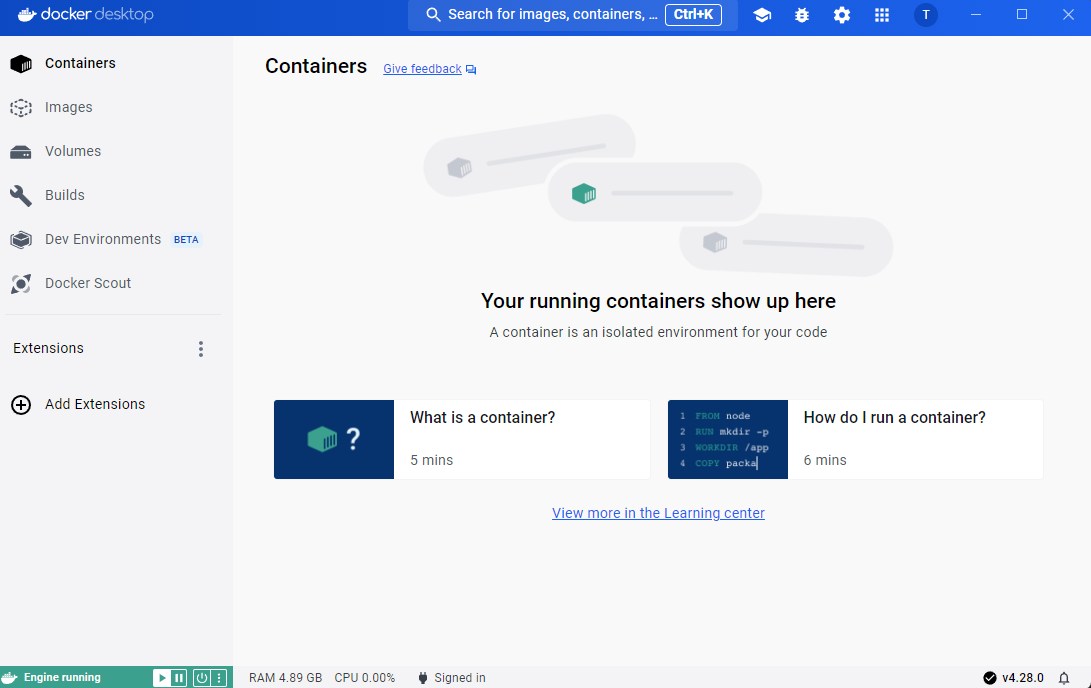 docker desktop
Search for images, containers, ... Ctrl+K
T
Containers
Images
Volumes
Builds
Dev Environments BETA
Docker Scout
Extensions
Add Extensions
Containers Give feedback
Your running containers show up here
A container is an isolated environment for your code
?
What is a container?
5 mins
1 FROM node
2 RUN mkdir -p
3 WORKDIR /app
4 COPY packa
How do I run a container?
6 mins
View more in the Learning center
Engine running
RAM 4.89 GB CPU 0.00% Signed in
v4.28.0